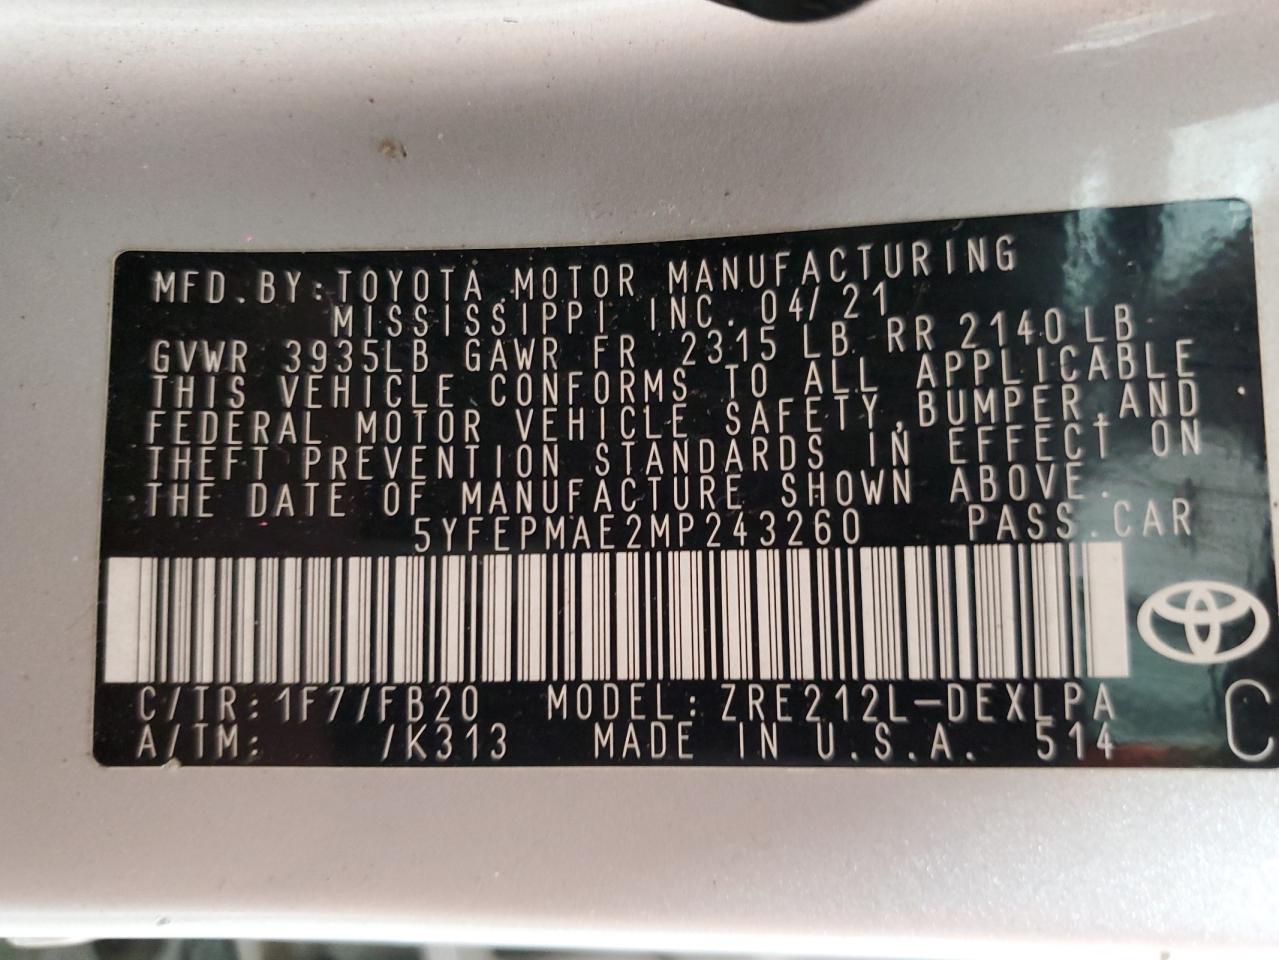 MFD.BY:TOYOTA MOTOR MANUFACTURING
MISSISSIPPI INC. 04/21
GVWR 3935LB GAWR FR 2315 LB RR 2140LB
THIS VEHICLE CONFORMS TO ALL APPLICABLE
FEDERAL MOTOR VEHICLE SAFETY,BUMPER,AND
THEFT PREVENTION STANDARDS IN EFFECT ON
THE DATE OF MANUFACTURE SHOWN ABOVE.
5YFEPMAE2MP243260 PASS.CAR
C/TR:1F7/FB20 MODEL:ZRE212L-DEXLPA
A/TM: /K313 MADE IN U.S.A. 514 C